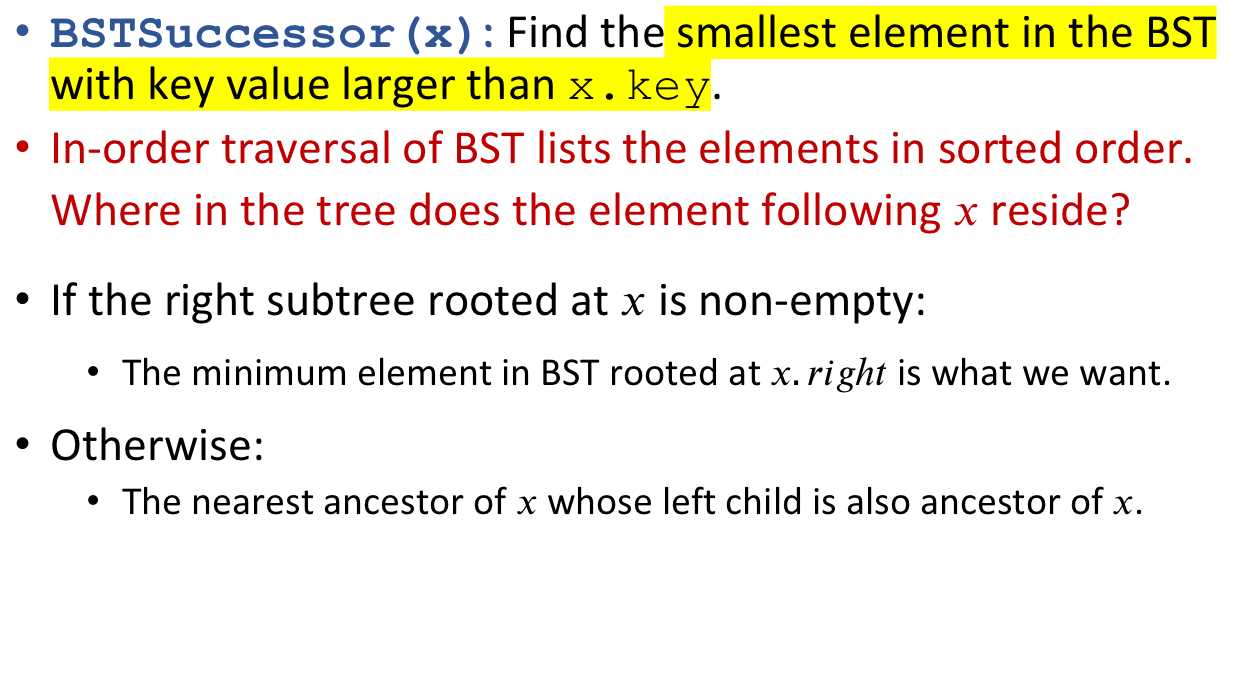 • BSTSuccessor(x): Find the smallest element in the BST
with key value larger than x.key.
• In-order traversal of BST lists the elements in sorted order.
Where in the tree does the element following x reside?
• If the right subtree rooted at x is non-empty:
• The minimum element in BST rooted at x.right is what we want.
• Otherwise:
• The nearest ancestor of x whose left child is also ancestor of x.